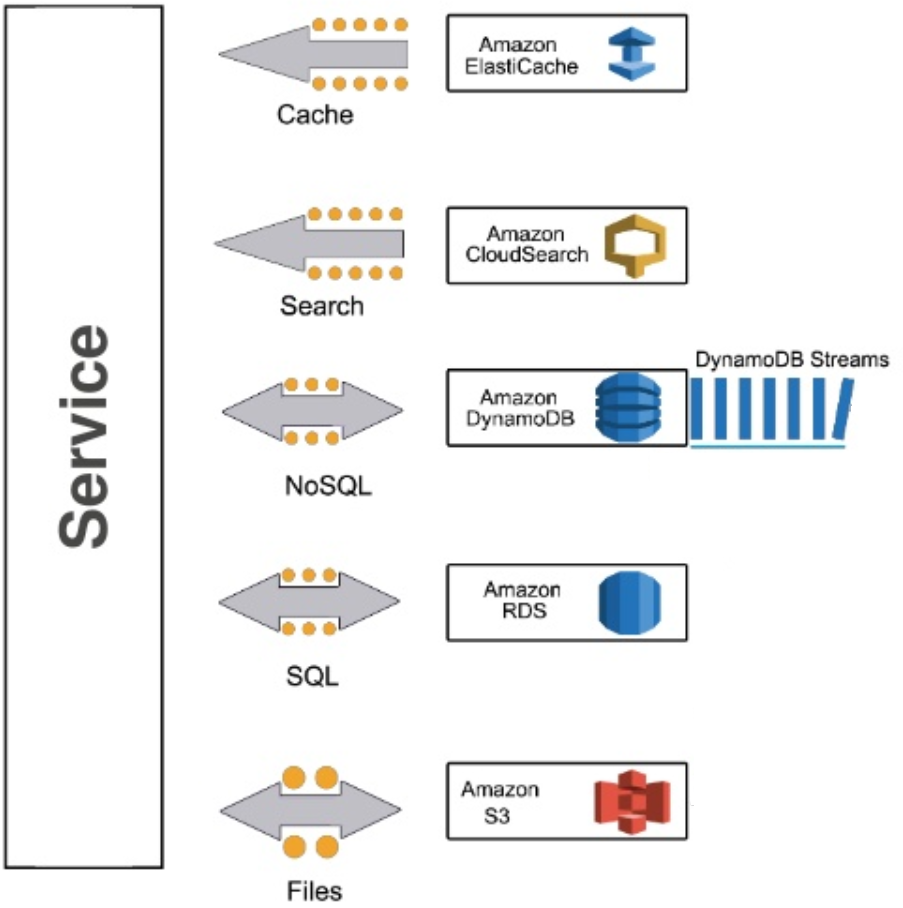 Service
Amazon
ElastiCache
Cache
Amazon
CloudSearch
Search
DynamoDB Streams
Amazon
DynamoDB
NoSQL
Amazon
RDS
SQL
Amazon
S3
Files